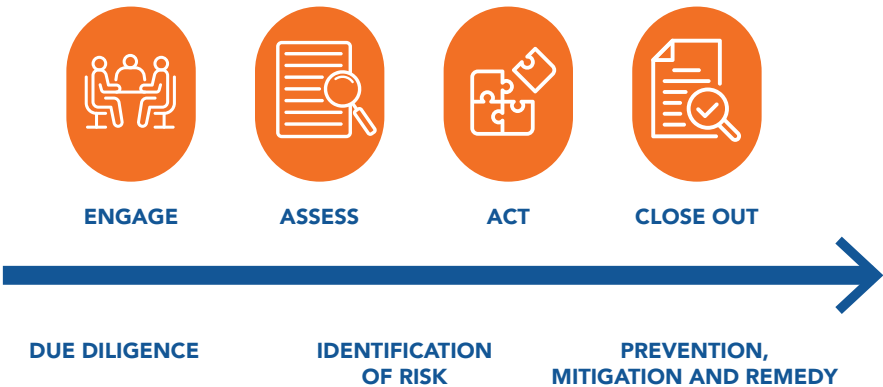 ENGAGE
ASSESS
ACT
CLOSE OUT
DUE DILIGENCE
IDENTIFICATION
OF RISK
PREVENTION,
MITIGATION AND REMEDY